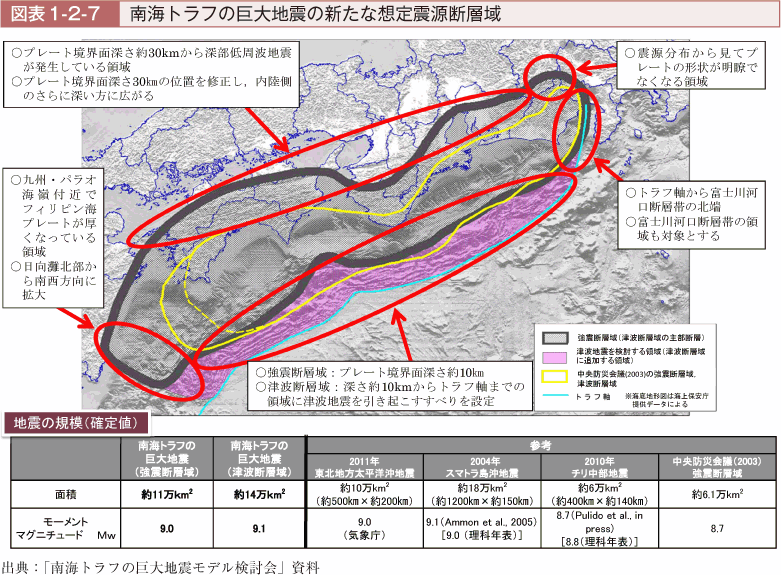 図表1-2-7 南海トラフの巨大地震の新たな想定震源断層域
○プレート境界面深さ約30kmから深部低周波地震
が発生している領域
○プレート境界面深さ30kmの位置を修正し，内陸側
のさらに深い方に広がる
○震源分布から見てプ
レートの形状が明瞭で
なくなる領域
○九州・パラオ
海嶺付近で
フィリピン海
プレートが厚
くなっている
領域
○日向灘北部か
ら南西方向に
拡大
○トラフ軸から富士川河
口断層帯の北端
○富士川河口断層帯の領
域も対象とする
○強震断層域：プレート境界面深さ約10km
○津波断層域：深さ約10kmからトラフ軸までの
領域に津波地震を引き起こすすべりを設定
強震断層域(津波断層域の主部断層)
津波地震を検討する領域(津波断層域
に追加する領域)
中央防災会議(2003)の強震断層域、
津波断層域
トラフ軸
※海底地形図は海上保安庁
提供データによる
地震の規模(確定値)
南海トラフの
巨大地震
(強震断層域)
南海トラフの
巨大地震
(津波断層域)
参考
2011年
東北地方太平洋沖地震
2004年
スマトラ島沖地震
2010年
チリ中部地震
中央防災会議(2003)
強震断層域
面積
約11万km²
約14万km²
約10万km²
(約500km×約200km)
約18万km²
(約1200km×約150km)
約6万km²
(約400km×約140km)
約6.1万km²
モーメント
マグニチュード Mw
9.0
9.1
9.0
(気象庁)
9.1(Ammon et al., 2005)
[9.0 (理科年表)]
8.7(Pulido et al., in
press)
[8.8(理科年表)]
8.7
出典：「南海トラフの巨大地震モデル検討会」資料